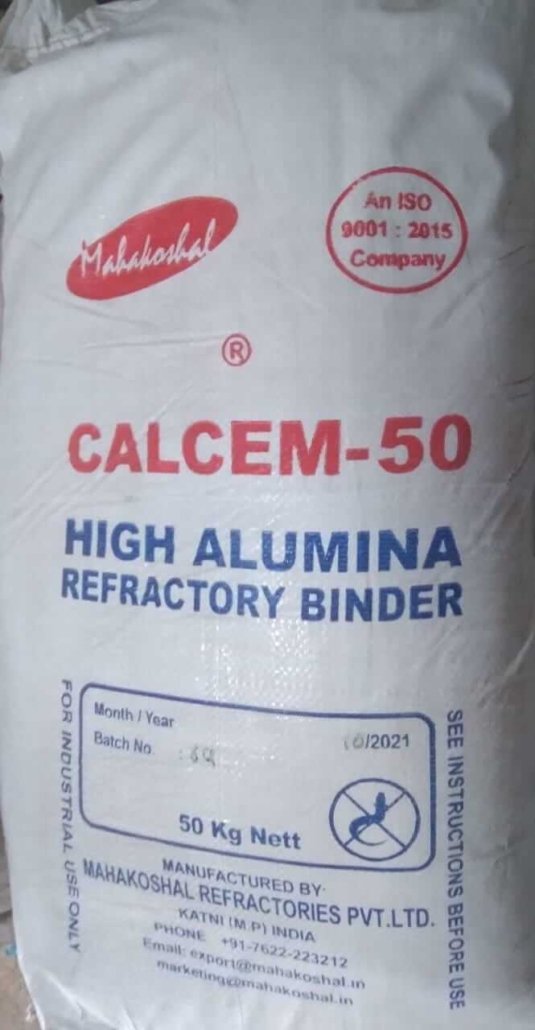 Mahakoshal
An ISO
9001 : 2015
Company
®
CALCEM-50
HIGH ALUMINA
REFRACTORY BINDER
FOR INDUSTRIAL USE ONLY
Month / Year
10/2021
Batch No. :
50 Kg Nett
SEE INSTRUCTIONS BEFORE USE
MANUFACTURED BY-
MAHAKOSHAL REFRACTORIES PVT.LTD.
KATNI (M.P) INDIA
PHONE +91-7622-223212
Email: export@mahakoshal.in
marketing@mahakoshal.in